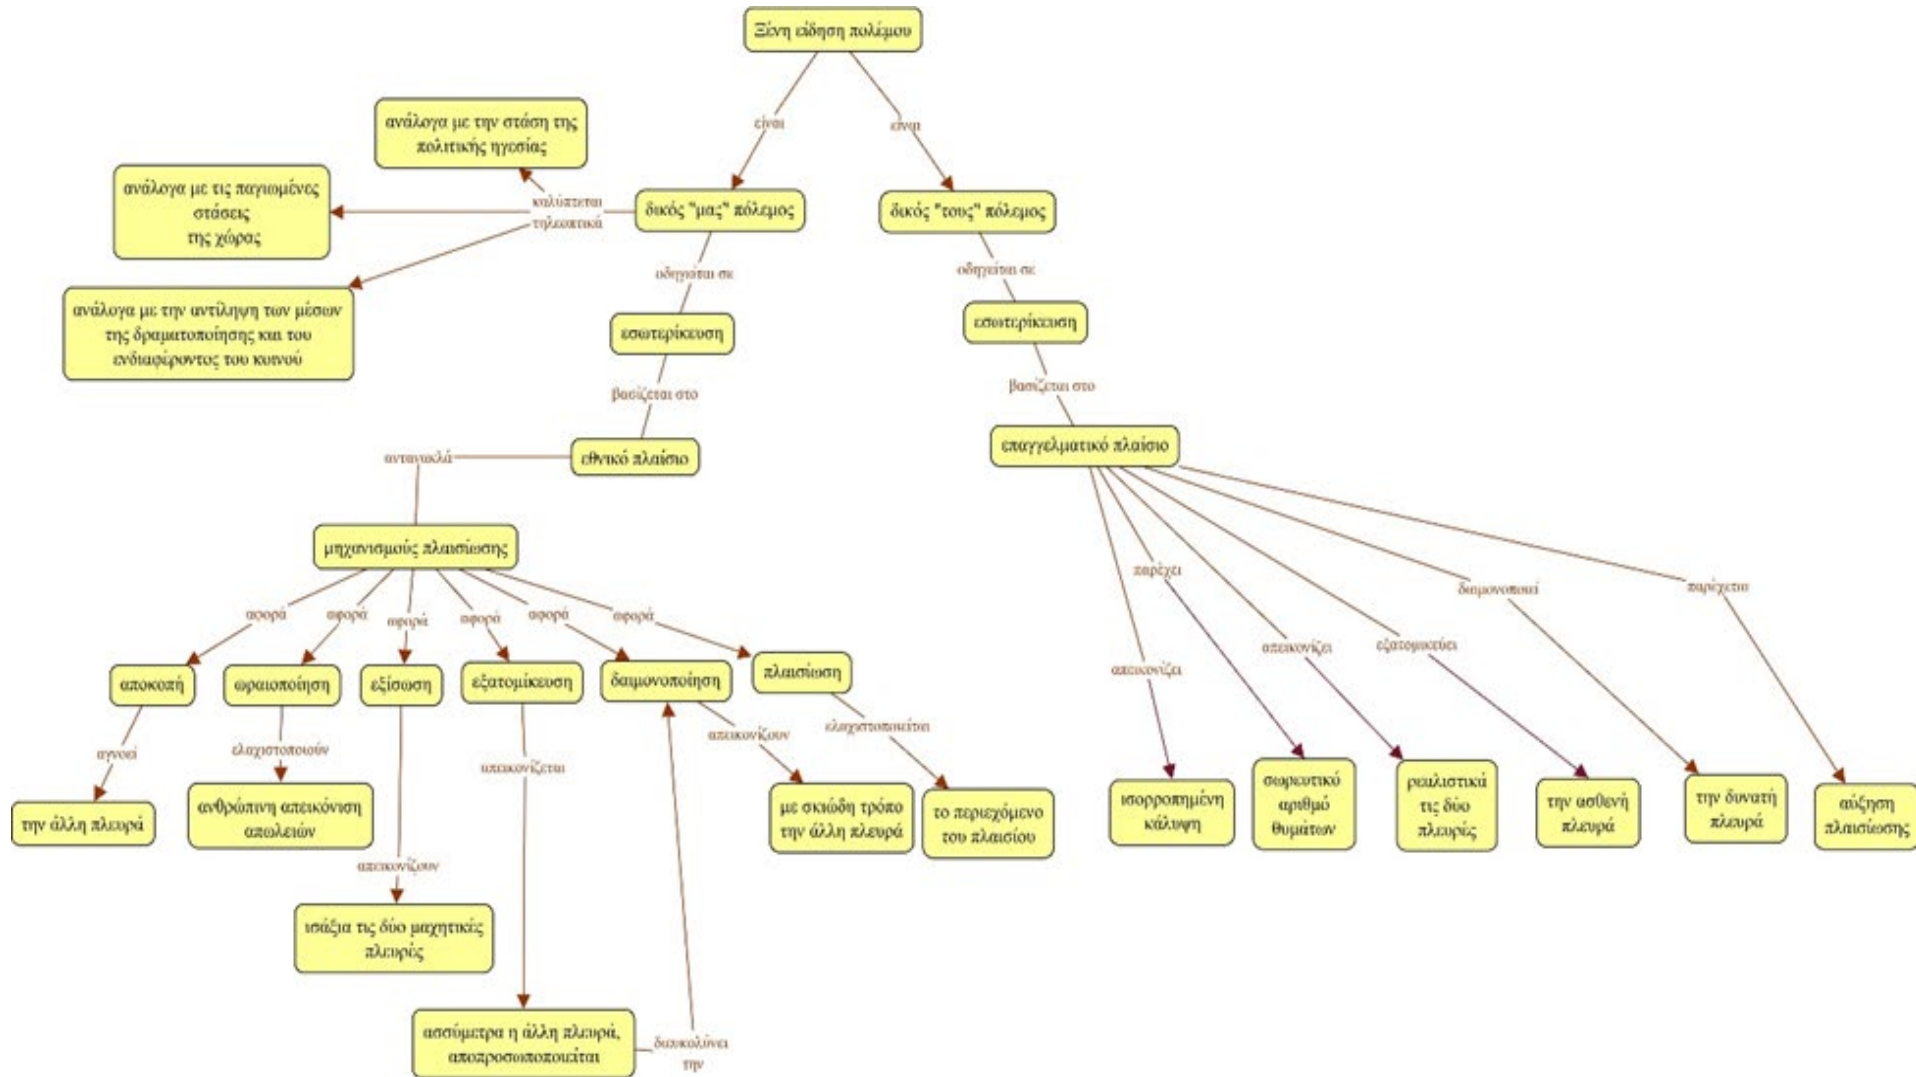 Ξένη είδηση πολέμου
είναι
είναι
ανάλογα με την στάση της
πολιτικής ηγεσίας
ανάλογα με τις παγιωμένες
στάσεις
της χώρας
καλύπτεται
τηλεοπτικά
δικός "μας" πόλεμος
δικός "τους" πόλεμος
ανάλογα με την αντίληψη των μέσων
της δραματοποίησης και του
ενδιαφέροντος του κοινού
οδηγείται σε
οδηγείται σε
εσωτερίκευση
εσωτερίκευση
βασίζεται στο
βασίζεται στο
αντανακλά
εθνικό πλαίσιο
επαγγελματικό πλαίσιο
μηχανισμούς πλαισίωσης
αφορά
αφορά
αφορά
αφορά
αφορά
αφορά
παρέχει
διαιμονοποιεί
παρέχεται
απεικονίζει
απεικονίζει
εξατομικεύει
αποκοπή
ωραιοποίηση
εξίσωση
εξατομίκευση
δαιμονοποίηση
πλαισίωση
αγνοεί
ελαχιστοποιούν
απεικονίζεται
απεικονίζουν
ελαχιστοποιείται
την άλλη πλευρά
ανθρώπινη απεικόνιση
απωλειών
με σκιώδη τρόπο
την άλλη πλευρά
το περιεχόμενο
του πλαισίου
ισορροπημένη
κάλυψη
σωρευτικό
αριθμό
θυμάτων
ρεαλιστικά
τις δύο
πλευρές
την ασθενή
πλευρά
την δυνατή
πλευρά
αύξηση
πλαισίωσης
απεικονίζουν
ισάξια τις δύο μαχητικές
πλευρές
ασσύμετρα η άλλη πλευρά,
αποπροσωποποιείται
διευκολύνει
την